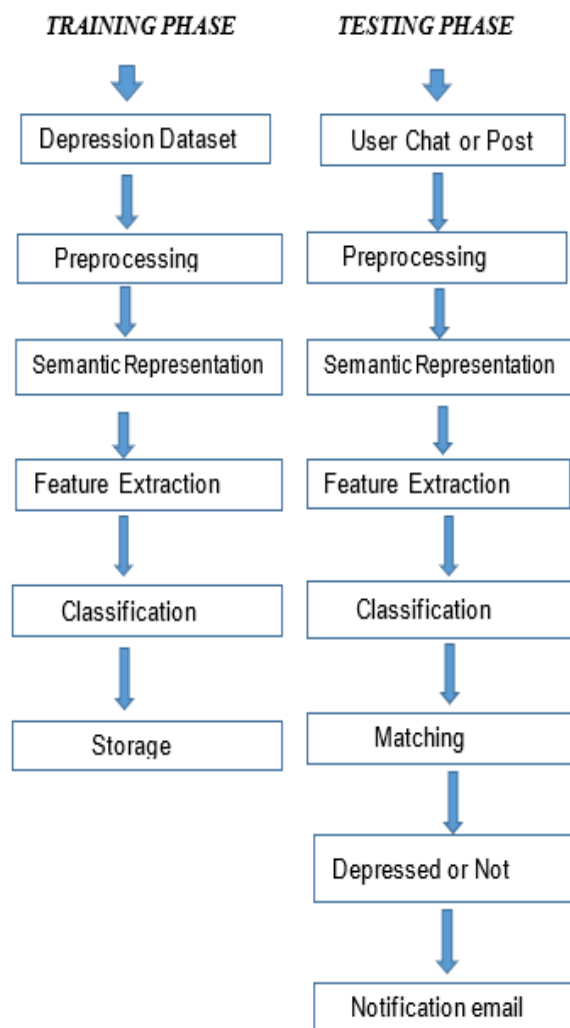 TRAINING PHASE
Depression Dataset
Preprocessing
Semantic Representation
Feature Extraction
Classification
Storage
TESTING PHASE
User Chat or Post
Preprocessing
Semantic Representation
Feature Extraction
Classification
Matching
Depressed or Not
Notification email